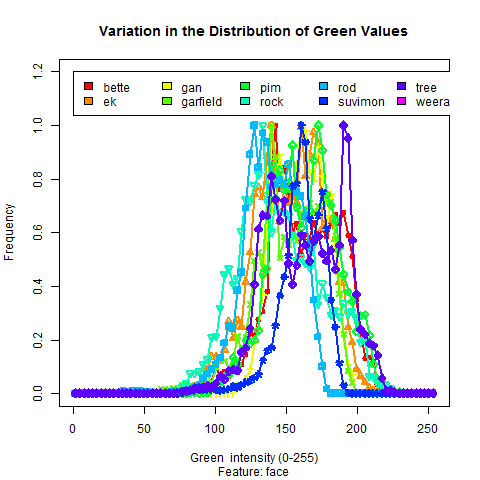 Variation in the Distribution of Green Values
Frequency
1.2
1.0
0.8
0.6
0.4
0.2
0.0
bette gan pim rod tree
ek garfield rock suvimon weera
0 50 100 150 200 250
Green intensity (0-255)
Feature: face